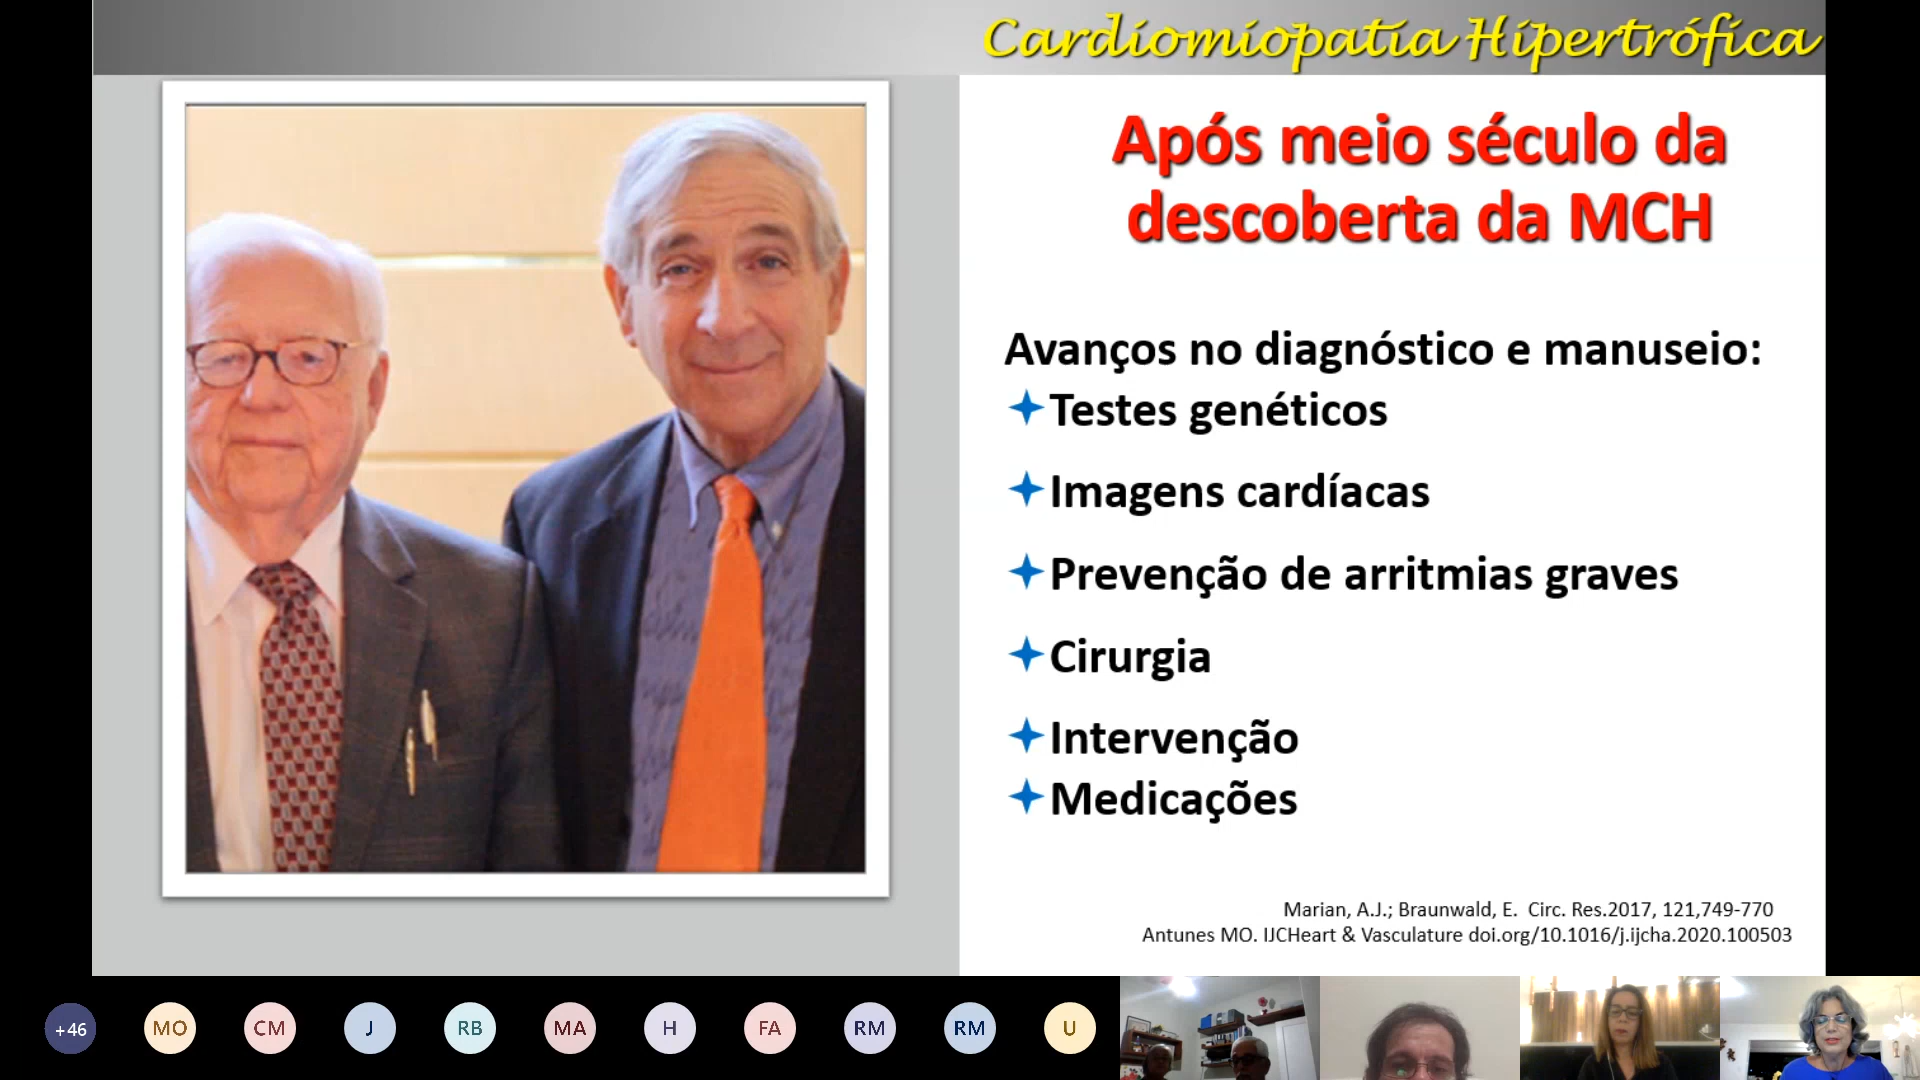 Cardiomiopatia Hipertrófica
Após meio século da
descoberta da MCH
Avanços no diagnóstico e manuseio:
Testes genéticos
Imagens cardíacas
Prevenção de arritmias graves
Cirurgia
Intervenção
Medicações
Marian, A.J.; Braunwald, E. Circ. Res.2017, 121,749-770
Antunes MO. IJCHeart & Vasculature doi.org/10.1016/j.ijcha.2020.100503
+46 MO CM J RB MA H FA RM RM U